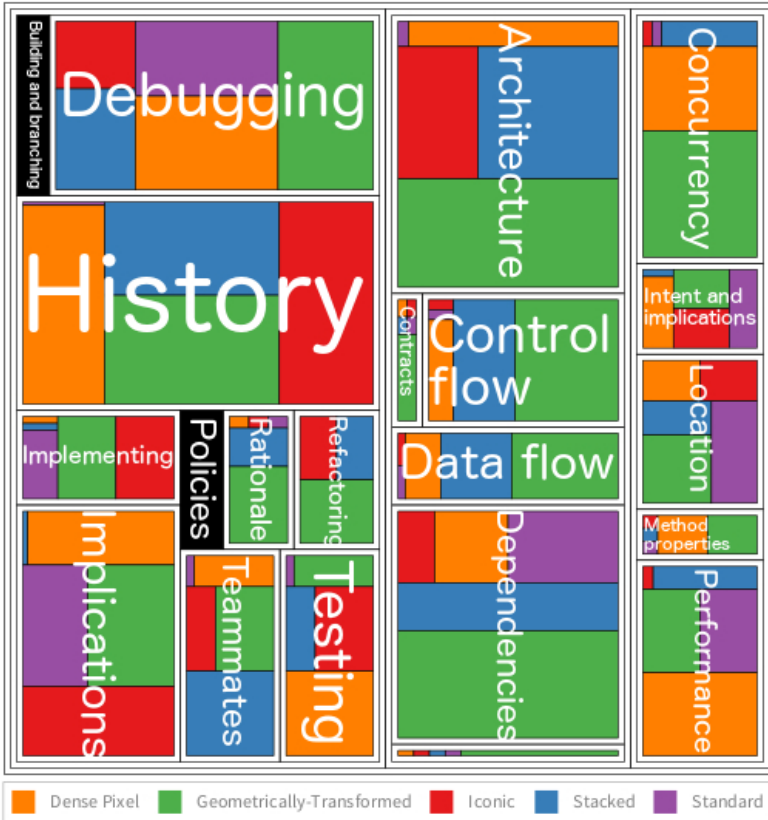 Building and branching
Debugging
History
Implementing
Policies
Rationale
Refactoring
Implications
Teammates
Testing
Architecture
Contracts
Control
flow
Data flow
Dependencies
Concurrency
Intent and
implications
Location
Method
properties
Performance
Dense Pixel
Geometrically-Transformed
Iconic
Stacked
Standard